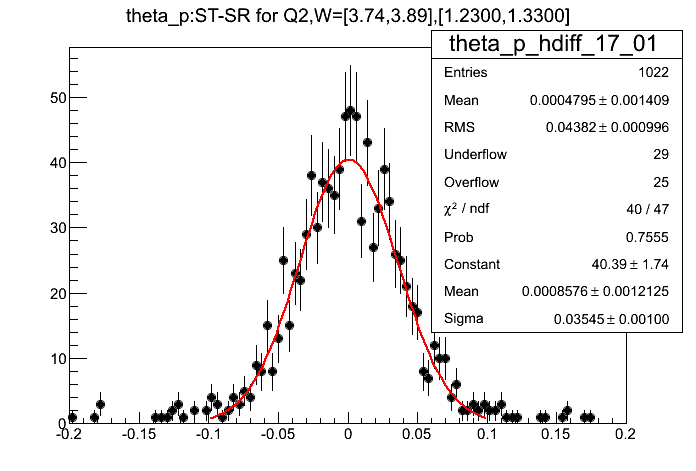 theta_p:ST-SR for Q2,W=[3.74,3.89],[1.2300,1.3300]
theta_p_hdiff_17_01
Entries 1022
Mean 0.0004795 ± 0.001409
RMS 0.04382 ± 0.000996
Underflow 29
Overflow 25
χ² / ndf 40 / 47
Prob 0.7555
Constant 40.39 ± 1.74
Mean 0.0008576 ± 0.0012125
Sigma 0.03545 ± 0.00100
50
40
30
20
10
0
-0.2 -0.15 -0.1 -0.05 0 0.05 0.1 0.15 0.2